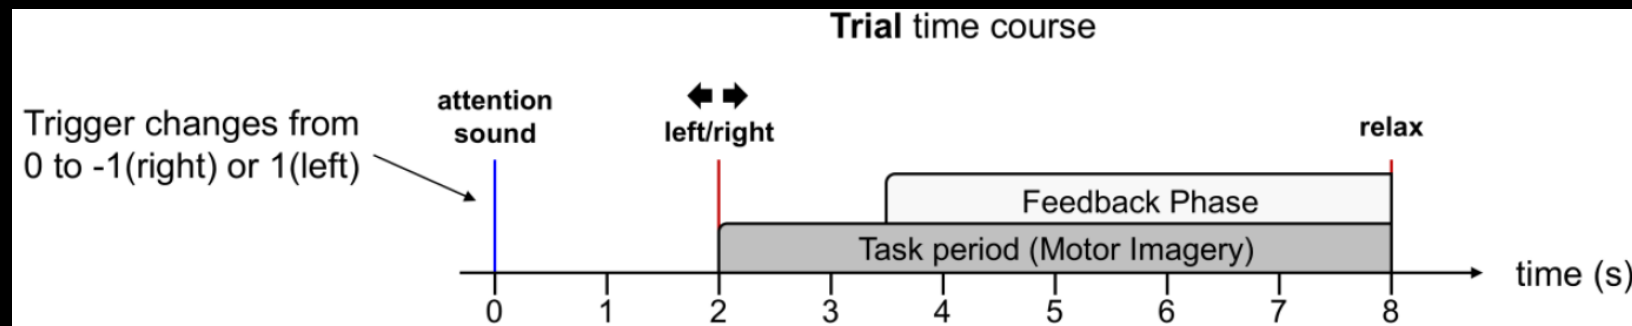 Trial time course
Trigger changes from
0 to -1(right) or 1(left)
attention
sound
left/right
relax
Feedback Phase
Task period (Motor Imagery)
time (s)
0 1 2 3 4 5 6 7 8